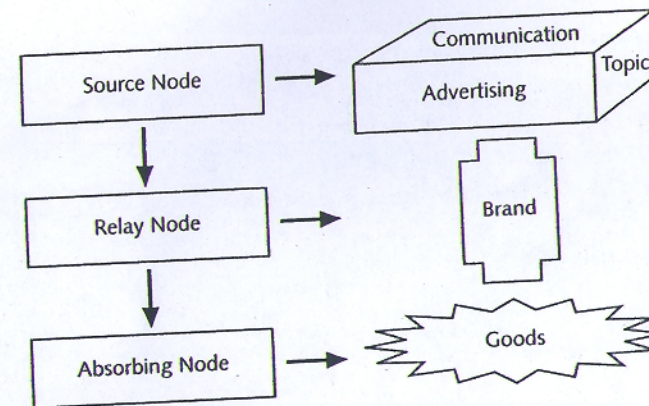 Communication
Source Node
Advertising
Topic
Relay Node
Brand
Absorbing Node
Goods